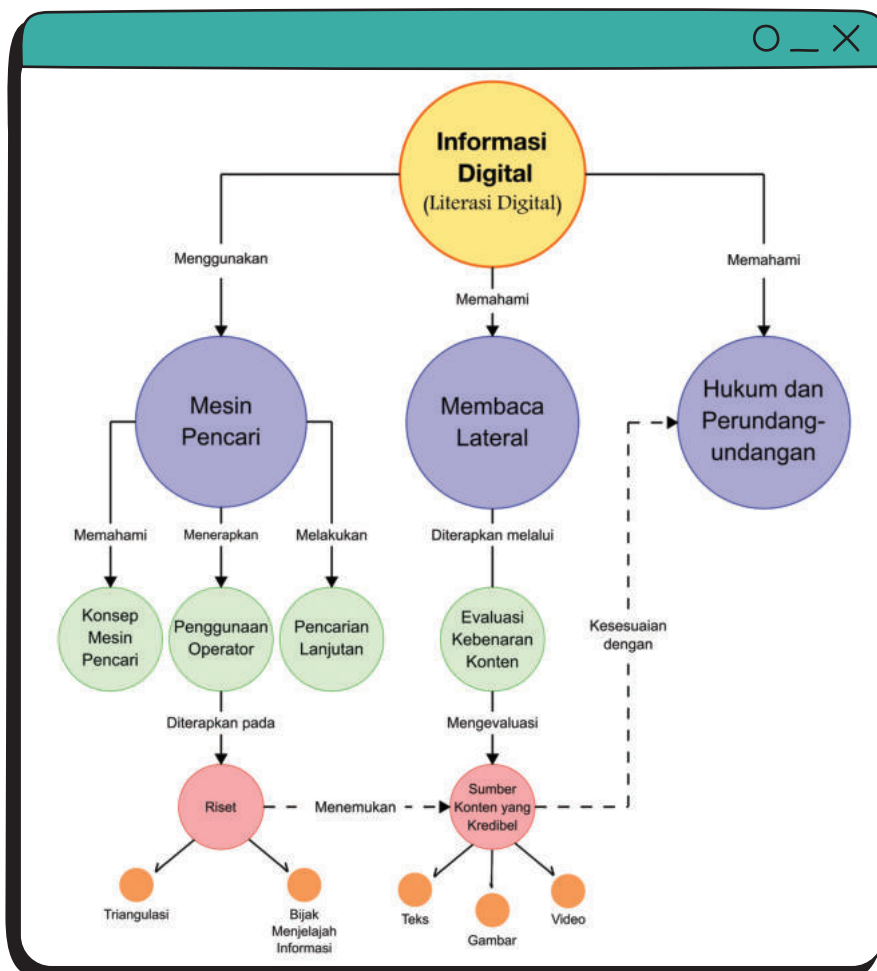 Informasi
Digital
(Literasi Digital)
Menggunakan
Memahami
Memahami
Mesin
Pencari
Membaca
Lateral
Hukum dan
Perundang-
undangan
Memahami
Menerapkan
Melakukan
Diterapkan melalui
Konsep
Mesin
Pencari
Penggunaan
Operator
Pencarian
Lanjutan
Evaluasi
Kebenaran
Konten
Kesesuaian
dengan
Diterapkan pada
Mengevaluasi
Riset
Menemukan
Sumber
Konten yang
Kredibel
Triangulasi
Bijak
Menjelajah
Informasi
Teks
Gambar
Video